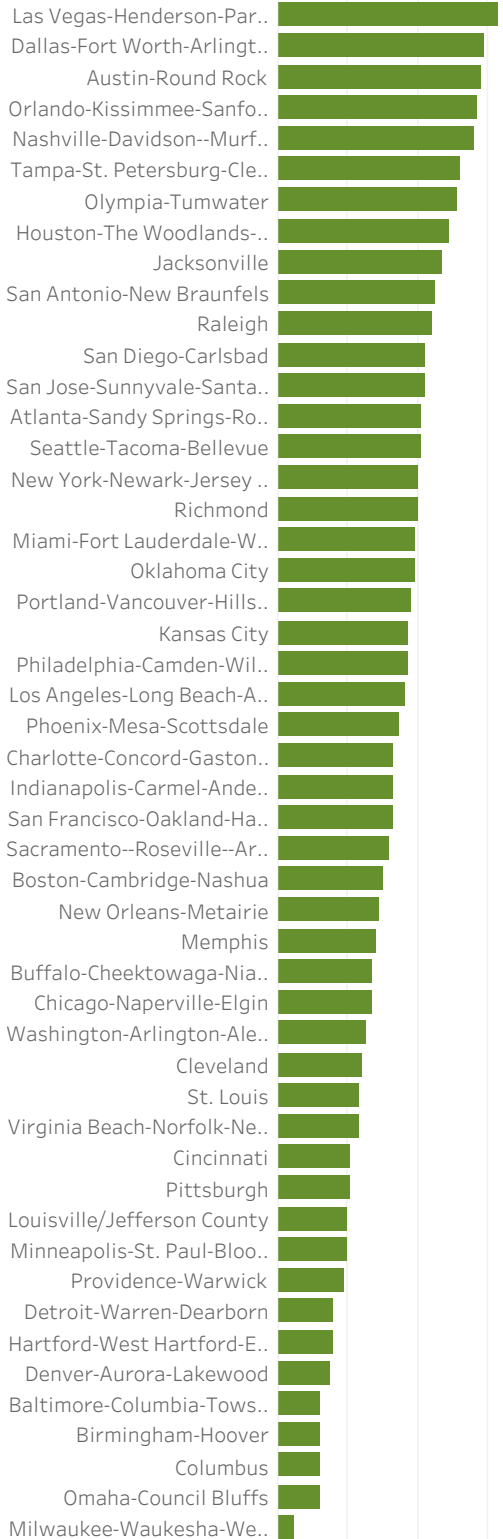 Las Vegas-Henderson-Par..
Dallas-Fort Worth-Arlingt..
Austin-Round Rock
Orlando-Kissimmee-Sanfo..
Nashville-Davidson--Murf..
Tampa-St. Petersburg-Cle..
Olympia-Tumwater
Houston-The Woodlands-..
Jacksonville
San Antonio-New Braunfels
Raleigh
San Diego-Carlsbad
San Jose-Sunnyvale-Santa..
Atlanta-Sandy Springs-Ro..
Seattle-Tacoma-Bellevue
New York-Newark-Jersey ..
Richmond
Miami-Fort Lauderdale-W..
Oklahoma City
Portland-Vancouver-Hills..
Kansas City
Philadelphia-Camden-Wil..
Los Angeles-Long Beach-A..
Phoenix-Mesa-Scottsdale
Charlotte-Concord-Gaston..
Indianapolis-Carmel-Ande..
San Francisco-Oakland-Ha..
Sacramento--Roseville--Ar..
Boston-Cambridge-Nashua
New Orleans-Metairie
Memphis
Buffalo-Cheektowaga-Nia..
Chicago-Naperville-Elgin
Washington-Arlington-Ale..
Cleveland
St. Louis
Virginia Beach-Norfolk-Ne..
Cincinnati
Pittsburgh
Louisville/Jefferson County
Minneapolis-St. Paul-Bloo..
Providence-Warwick
Detroit-Warren-Dearborn
Hartford-West Hartford-E..
Denver-Aurora-Lakewood
Baltimore-Columbia-Tows..
Birmingham-Hoover
Columbus
Omaha-Council Bluffs
Milwaukee-Waukesha-We..